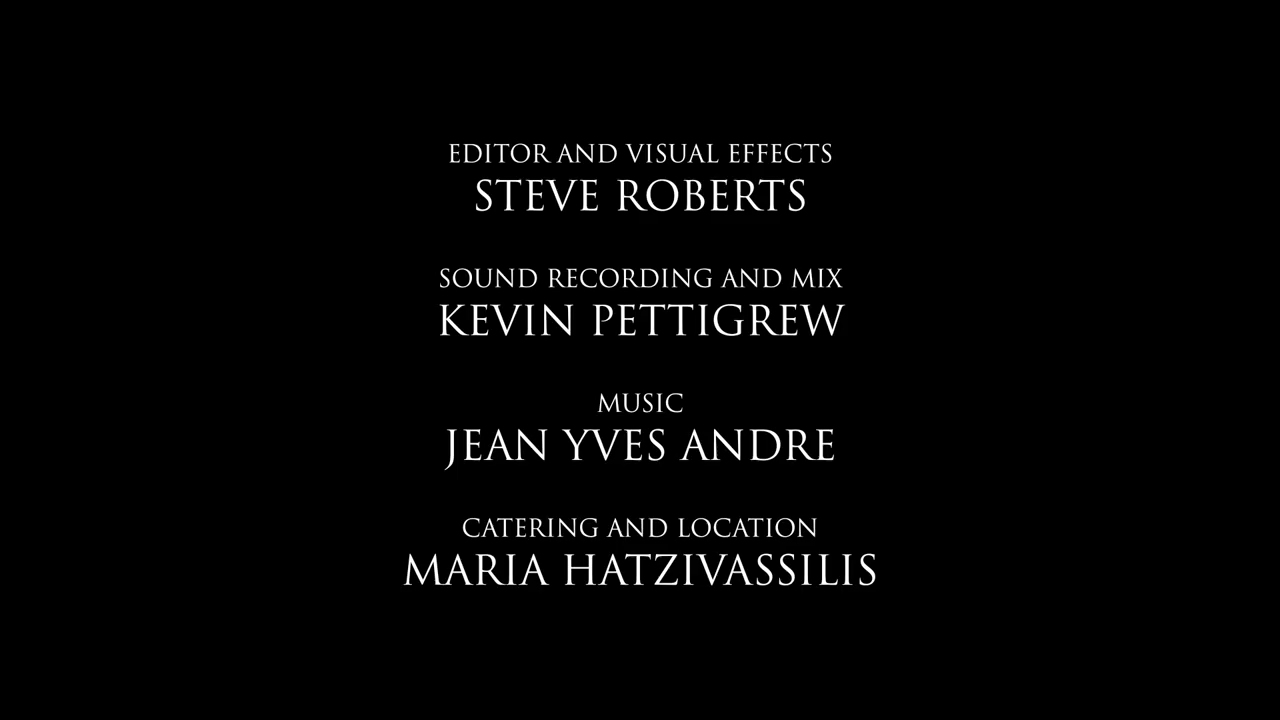 EDITOR AND VISUAL EFFECTS
STEVE ROBERTS
SOUND RECORDING AND MIX
KEVIN PETTIGREW
MUSIC
JEAN YVES ANDRE
CATERING AND LOCATION
MARIA HATZIVASSILIS